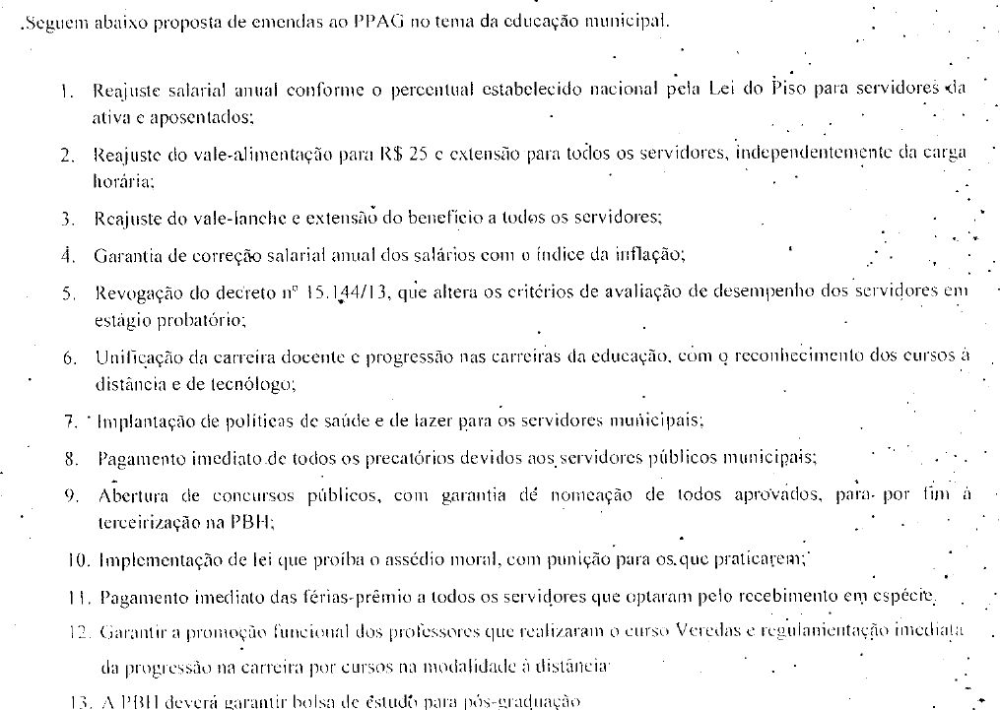 .Seguem abaixo proposta de emendas ao PPAG no tema da educação municipal.
1. Reajuste salarial anual conforme o percentual estabelecido nacional pela Lei do Piso para servidores da
ativa e aposentados;
2. Reajuste do vale-alimentação para R$ 25 e extensão para todos os servidores, independentemente da carga
horária;
3. Reajuste do vale-lanche e extensão do benefício a todos os servidores;
4. Garantia de correção salarial anual dos salários com o índice da inflação;
5. Revogação do decreto nº 15.144/13, que altera os critérios de avaliação de desempenho dos servidores em
estágio probatório;
6. Unificação da carreira docente e progressão nas carreiras da educação, com o reconhecimento dos cursos à
distância e de tecnólogo;
7. Implantação de políticas de saúde e de lazer para os servidores municipais;
8. Pagamento imediato de todos os precatórios devidos aos servidores públicos municipais;
9. Abertura de concursos públicos, com garantia de nomeação de todos aprovados, para por fim à
terceirização na PBH;
10. Implementação de lei que proíba o assédio moral, com punição para os que praticarem;
11. Pagamento imediato das férias-prêmio a todos os servidores que optaram pelo recebimento em espécie.
12. Garantir a promoção funcional dos professores que realizaram o curso Veredas e regulamentação imediata
da progressão na carreira por cursos na modalidade à distância
13. A PBH deverá garantir bolsa de estudo para pós-graduação